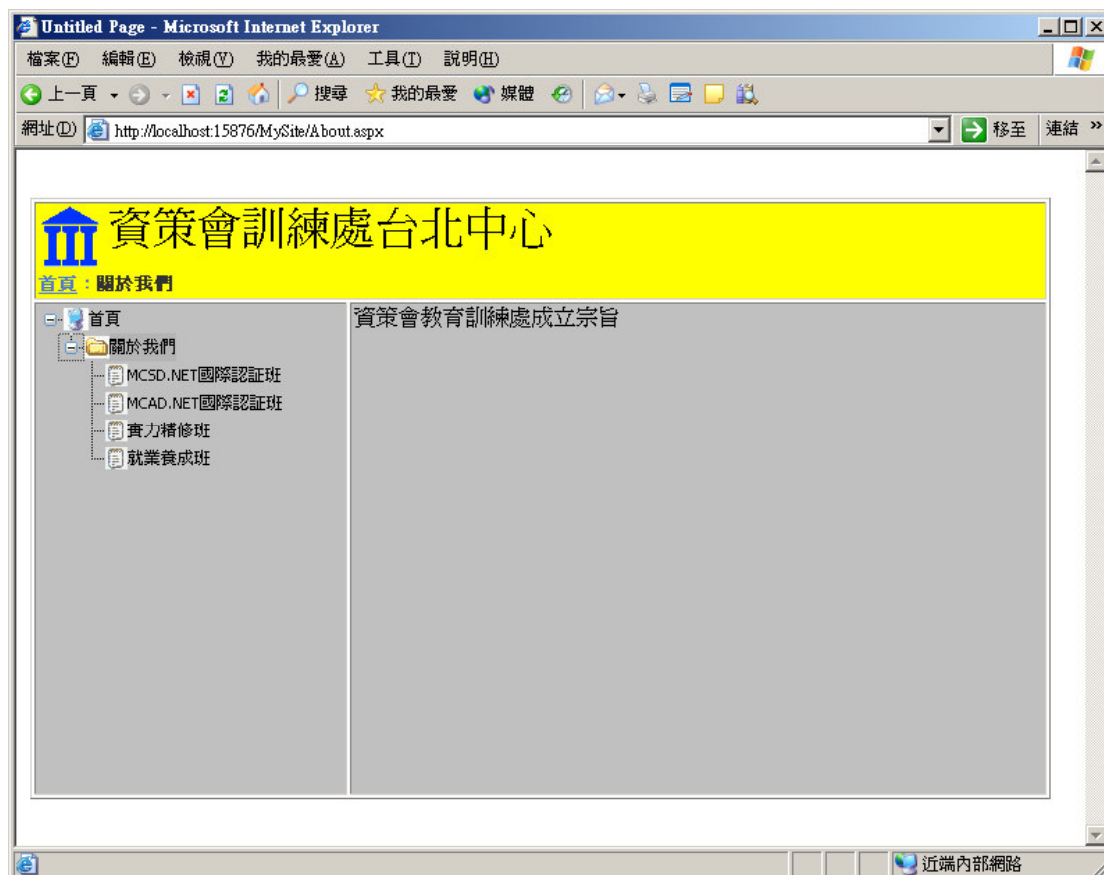 Untitled Page - Microsoft Internet Explorer
檔案(F) 編輯(E) 檢視(V) 我的最愛(A) 工具(T) 說明(H)
上一頁 搜尋 我的最愛 媒體
網址(D) http://localhost:15876/MySite/About.aspx 移至 連結 »
資策會訓練處台北中心
首頁：關於我們
首頁
關於我們
MCSD.NET國際認証班
MCAD.NET國際認証班
實力精修班
就業養成班
資策會教育訓練處成立宗旨
近端內部網路